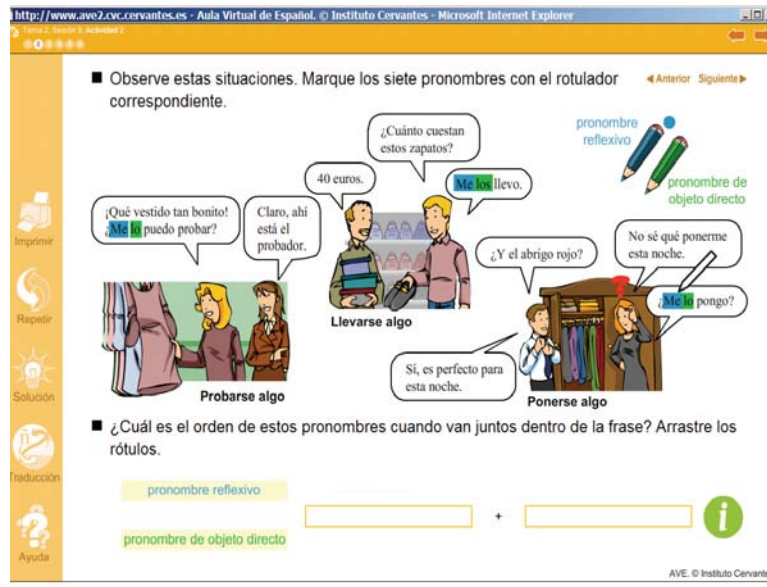 http://www.ave2.cvc.cervantes.es - Aula Virtual de Español. © Instituto Cervantes - Microsoft Internet Explorer
Actividad 2
Observe estas situaciones. Marque los siete pronombres con el rotulador
correspondiente.
Anterior Siguiente
pronombre
reflexivo
pronombre de
objeto directo
¿Cuánto cuestan
estos zapatos?
40 euros.
Me los llevo.
¡Qué vestido tan bonito!
¿Me lo puedo probar?
Claro, ahí
está el
probador.
No sé qué ponerme
esta noche.
¿Y el abrigo rojo?
¿Me lo pongo?
Sí, es perfecto para
esta noche.
Llevarse algo
Probarse algo
Ponerse algo
Imprimir
Repetir
Solución
Traducción
Ayuda
¿Cuál es el orden de estos pronombres cuando van juntos dentro de la frase? Arrastre los
rótulos.
pronombre reflexivo
+
pronombre de objeto directo
i
AVE. © Instituto Cervante